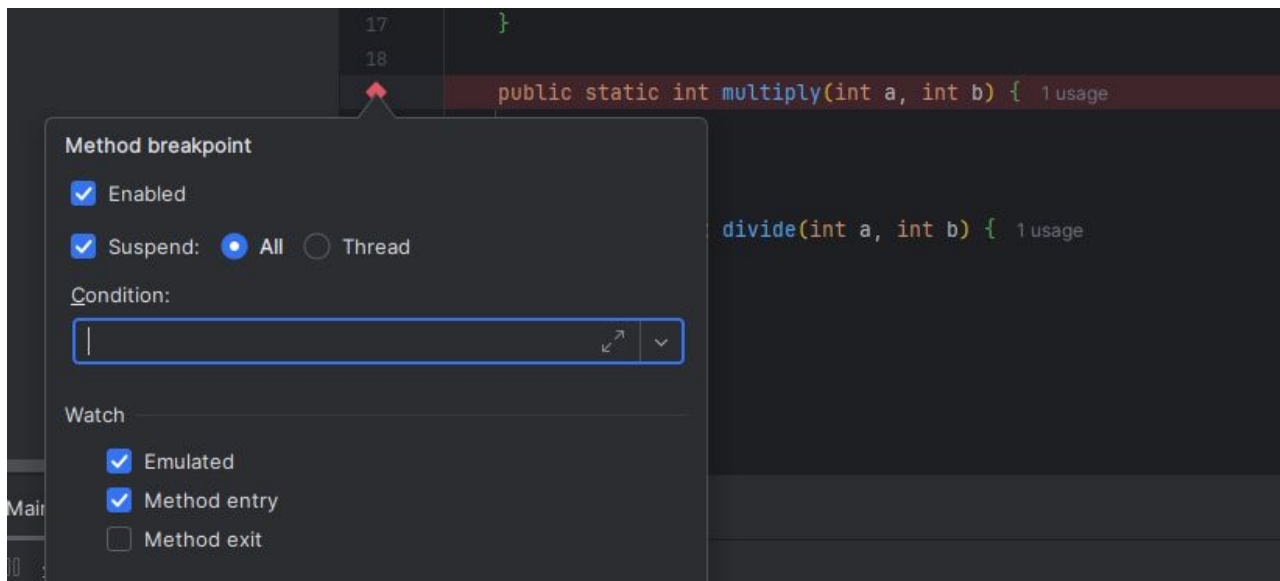 17 }
18
public static int multiply(int a, int b) { 1 usage
Method breakpoint
Enabled
Suspend: All Thread
divide(int a, int b) { 1 usage
Condition:
Watch
Emulated
Method entry
Method exit